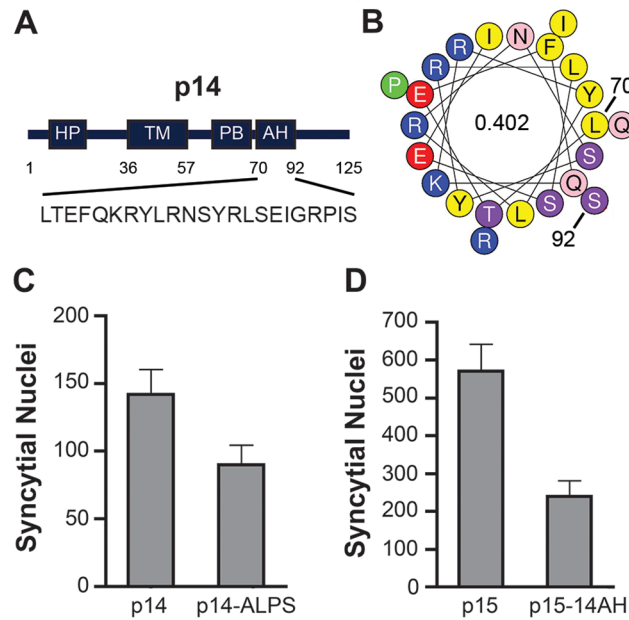 A
p14
HP TM PB AH
1 36 57 70 92 125
LTEFQKRYLRNSYRLSEIGRPIS
B
I
I N F
R
R L
P E Y 70
R 0.402 L Q
E S
K Q
Y T L S S
R 92
C
Syncytial Nuclei
200
150
100
50
0
p14 p14-ALPS
D
Syncytial Nuclei
700
600
500
400
300
200
100
0
p15 p15-14AH